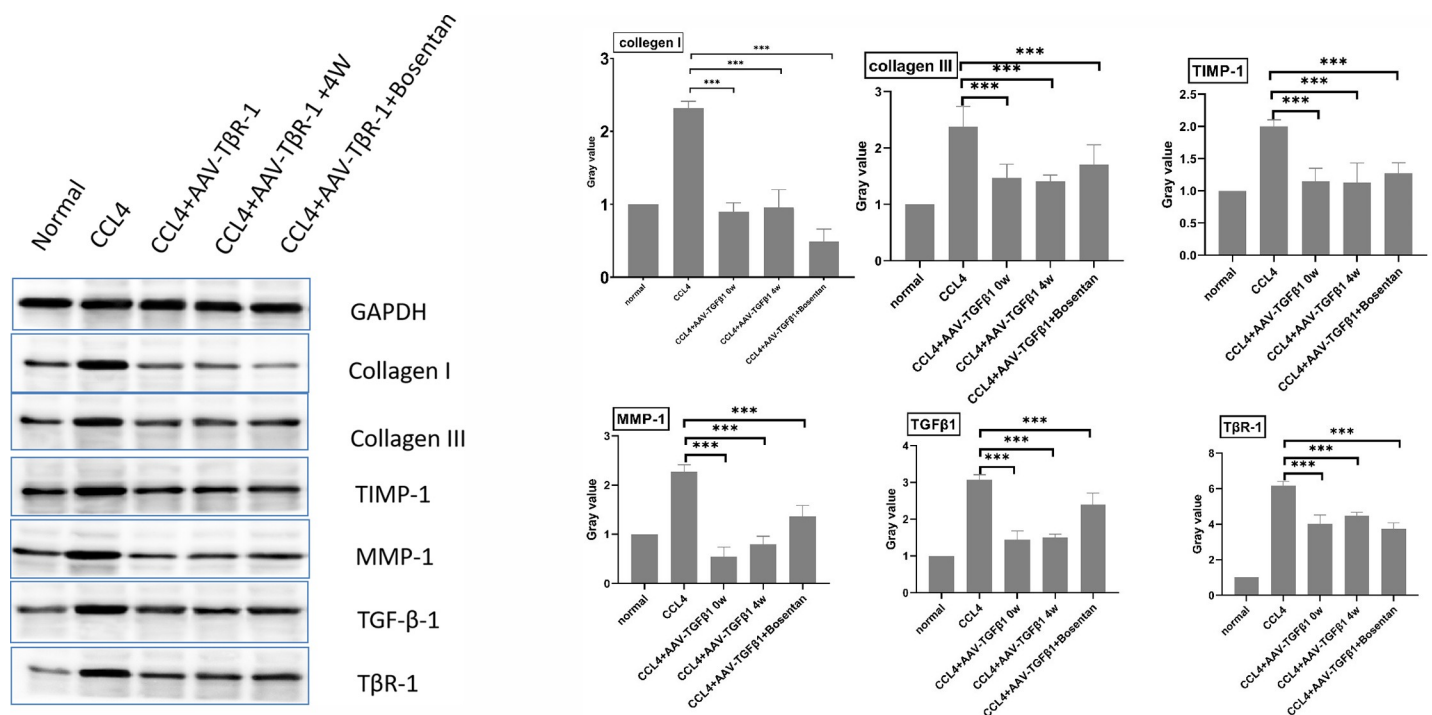 Normal
CCL4
CCL4+AAV-TβR-1
CCL4+AAV-TβR-1 +4W
CCL4+AAV-TβR-1+Bosentan
GAPDH
Collagen I
Collagen III
TIMP-1
MMP-1
TGF-β-1
TβR-1
collegen I
***
***
***
Gray value
3
2
1
0
normal
CCL4
CCL4+AAV-TGFβ1 0w
CCL4+AAV-TGFβ1 4w
CCL4+AAV-TGFβ1+Bosentan
collagen III
***
***
***
Gray value
3
2
1
0
normal
CCL4
CCL4+AAV-TGFβ1 0w
CCL4+AAV-TGFβ1 4w
CCL4+AAV-TGFβ1+Bosentan
TIMP-1
***
***
***
Gray value
2.5
2.0
1.5
1.0
0.5
0.0
normal
CCL4
CCL4+AAV-TGFβ1 0w
CCL4+AAV-TGFβ1 4w
CCL4+AAV-TGFβ1+Bosentan
MMP-1
***
***
***
Gray value
3
2
1
0
normal
CCL4
CCL4+AAV-TGFβ1 0w
CCL4+AAV-TGFβ1 4w
CCL4+AAV-TGFβ1+Bosentan
TGFβ1
***
***
***
Gray value
4
3
2
1
0
normal
CCL4
CCL4+AAV-TGFβ1 0w
CCL4+AAV-TGFβ1 4w
CCL4+AAV-TGFβ1+Bosentan
TβR-1
***
***
***
Gray value
8
6
4
2
0
normal
CCL4
CCL4+AAV-TGFβ1 0w
CCL4+AAV-TGFβ1 4w
CCL4+AAV-TGFβ1+Bosentan